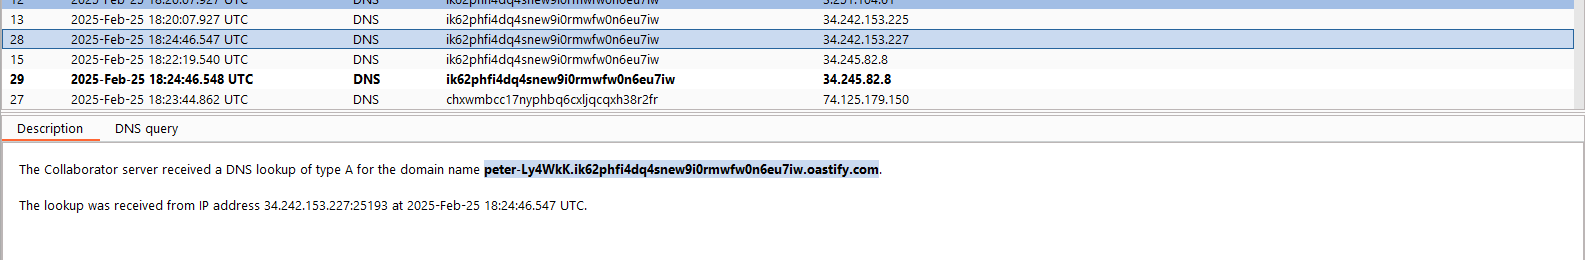 12 2025-Feb-25 18:20:07.927 UTC DNS ik62phfi4dq4snew9i0rmwfw0n6eu7iw 3.251.104.61
13 2025-Feb-25 18:20:07.927 UTC DNS ik62phfi4dq4snew9i0rmwfw0n6eu7iw 34.242.153.225
28 2025-Feb-25 18:24:46.547 UTC DNS ik62phfi4dq4snew9i0rmwfw0n6eu7iw 34.242.153.227
15 2025-Feb-25 18:22:19.540 UTC DNS ik62phfi4dq4snew9i0rmwfw0n6eu7iw 34.245.82.8
29 2025-Feb-25 18:24:46.548 UTC DNS ik62phfi4dq4snew9i0rmwfw0n6eu7iw 34.245.82.8
27 2025-Feb-25 18:23:44.862 UTC DNS chxwmbcc17nyphbq6cxljqcqxh38r2fr 74.125.179.150
Description DNS query
The Collaborator server received a DNS lookup of type A for the domain name peter-Ly4WkK.ik62phfi4dq4snew9i0rmwfw0n6eu7iw.oastify.com.
The lookup was received from IP address 34.242.153.227:25193 at 2025-Feb-25 18:24:46.547 UTC.